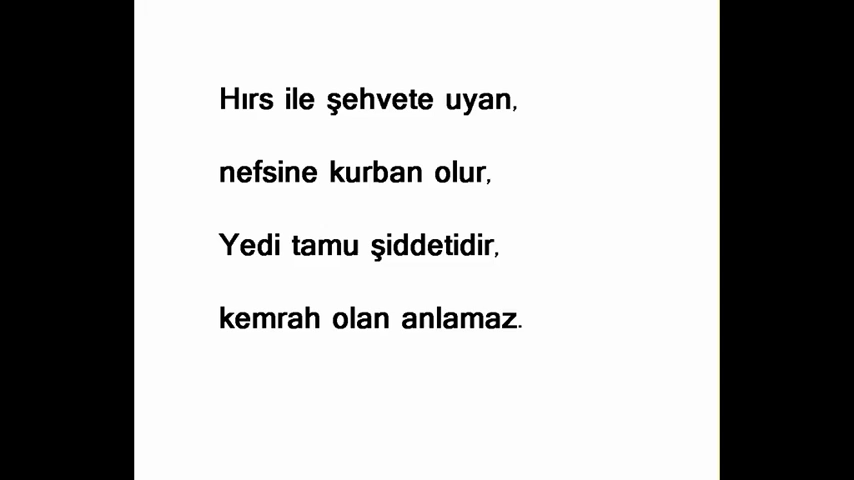 Hırs ile şehvete uyan,
nefsine kurban olur,
Yedi tamu şiddetidir,
kemrah olan anlamaz.